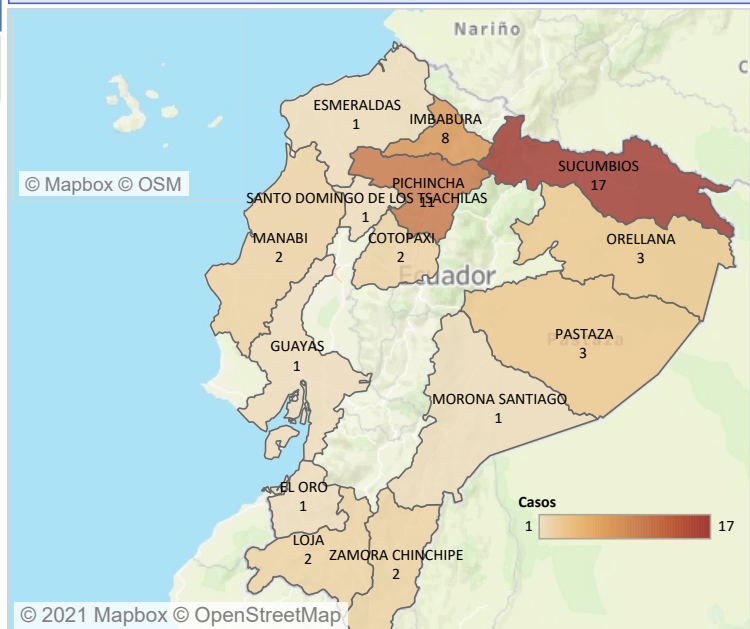 Nariño
C
ESMERALDAS
1
IMBABURA
8
SUCUMBIOS
17
© Mapbox © OSM
PICHINCHA
11
SANTO DOMINGO DE LOS TSACHILAS
1
MANABI
2
COTOPAXI
2
ORELLANA
3
Ecuador
PASTAZA
3
Pastaza
GUAYAS
1
MORONA SANTIAGO
1
EL ORO
1
Casos
1 17
LOJA
2
ZAMORA CHINCHIPE
2
© 2021 Mapbox © OpenStreetMap